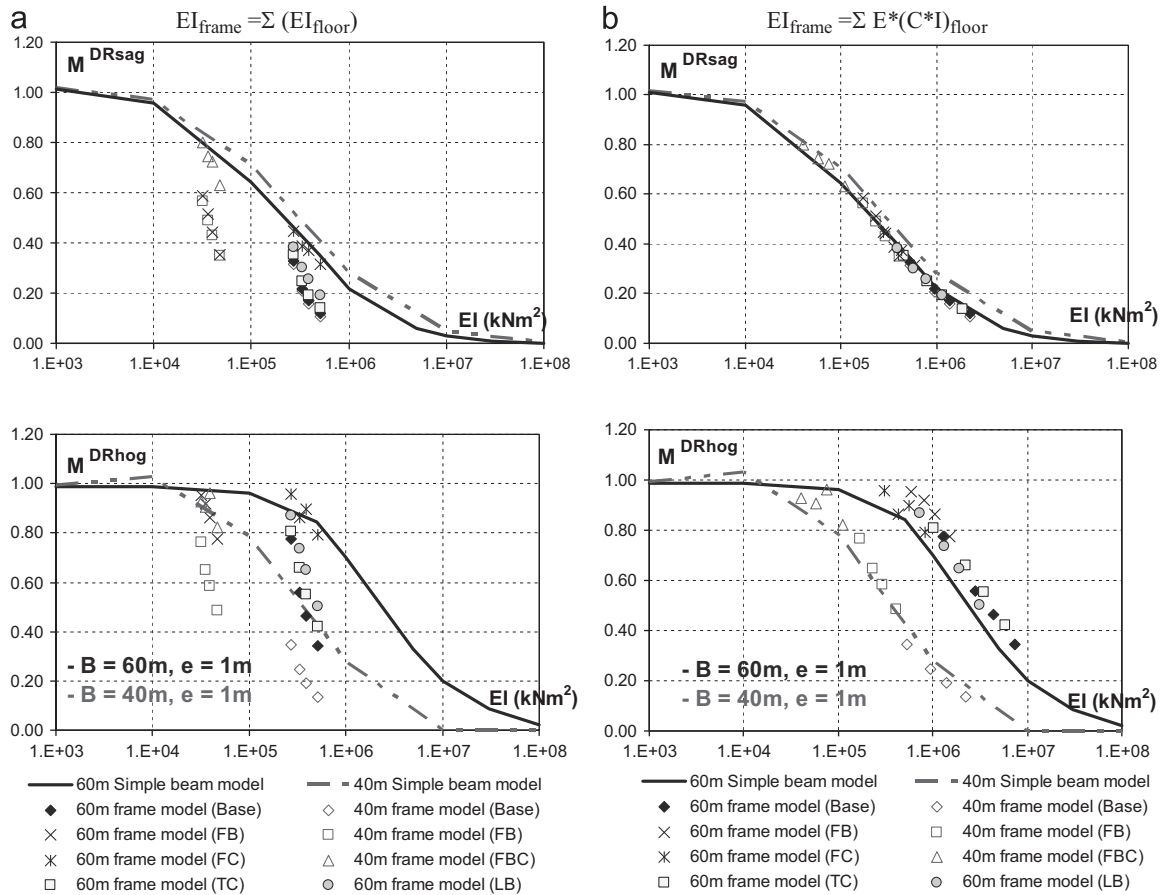 a
EI_frame =Σ (EI_floor)
1.20
1.00
0.80
0.60
0.40
0.20
0.00
M DRsag
EI (kNm²)
1.E+03 1.E+04 1.E+05 1.E+06 1.E+07 1.E+08
1.20
1.00
0.80
0.60
0.40
0.20
0.00
M DRhog
- B = 60m, e = 1m
- B = 40m, e = 1m
EI (kNm²)
1.E+03 1.E+04 1.E+05 1.E+06 1.E+07 1.E+08
60m Simple beam model 40m Simple beam model
60m frame model (Base) 40m frame model (Base)
60m frame model (FB) 40m frame model (FB)
60m frame model (FC) 40m frame model (FBC)
60m frame model (TC) 60m frame model (LB)
b
EI_frame =Σ E*(C*I)_floor
1.20
1.00
0.80
0.60
0.40
0.20
0.00
M DRsag
EI (kNm²)
1.E+03 1.E+04 1.E+05 1.E+06 1.E+07 1.E+08
1.20
1.00
0.80
0.60
0.40
0.20
0.00
M DRhog
- B = 60m, e = 1m
- B = 40m, e = 1m
EI (kNm²)
1.E+03 1.E+04 1.E+05 1.E+06 1.E+07 1.E+08
60m Simple beam model 40m Simple beam model
60m frame model (Base) 40m frame model (Base)
60m frame model (FB) 40m frame model (FB)
60m frame model (FC) 40m frame model (FBC)
60m frame model (TC) 60m frame model (LB)